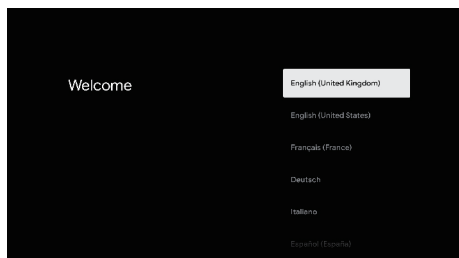 Welcome
English (United Kingdom)
English (United States)
Français (France)
Deutsch
Italiano
Español (España)